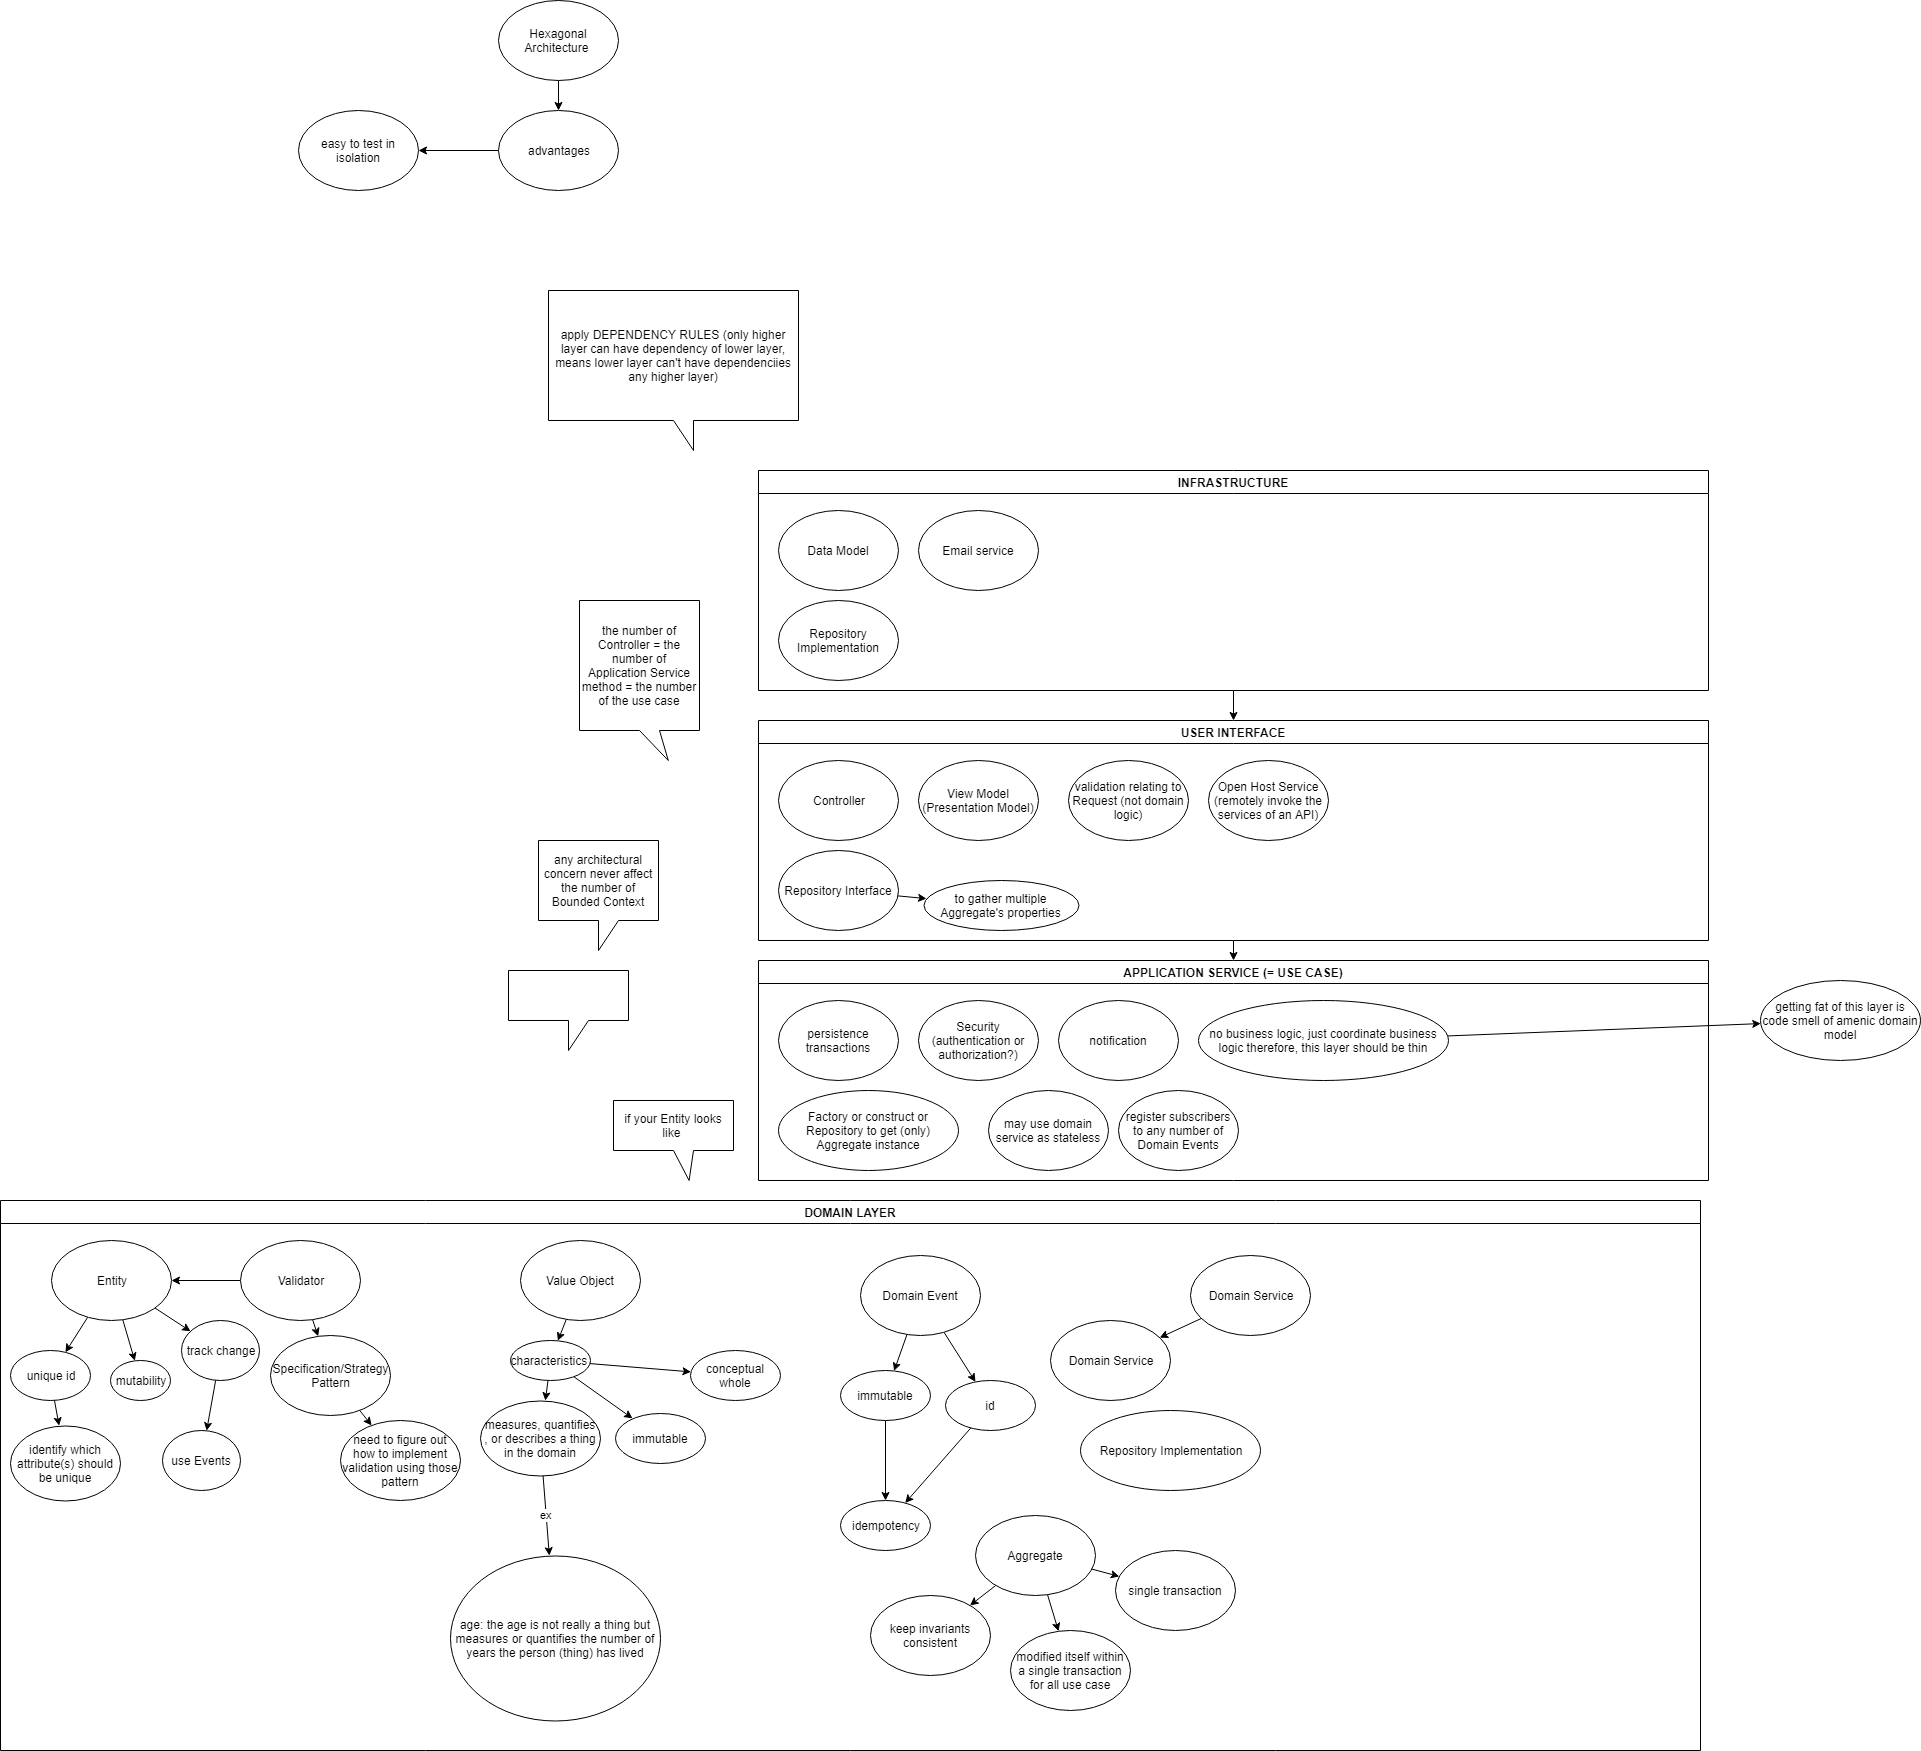 Hexagonal
Architecture
easy to test in
isolation
advantages
apply DEPENDENCY RULES (only higher
layer can have dependency of lower layer,
means lower layer can't have dependenciies
any higher layer)
INFRASTRUCTURE
Data Model
Email service
Repository
Implementation
the number of
Controller = the
number of
Application Service
method = the number
of the use case
USER INTERFACE
Controller
View Model
(Presentation Model)
validation relating to
Request (not domain
logic)
Open Host Service
(remotely invoke the
services of an API)
Repository Interface
to gather multiple
Aggregate's properties
any architectural
concern never affect
the number of
Bounded Context
APPLICATION SERVICE (= USE CASE)
persistence
transactions
Security
(authentication or
authorization?)
notification
no business logic, just coordinate business
logic therefore, this layer should be thin
getting fat of this layer is
code smell of amenic domain
model
Factory or construct or
Repository to get (only)
Aggregate instance
may use domain
service as stateless
register subscribers
to any number of
Domain Events
if your Entity looks
like
DOMAIN LAYER
Entity
Validator
Value Object
Domain Event
Domain Service
unique id
mutability
track change
Specification/Strategy
Pattern
characteristics
conceptual
whole
Domain Service
immutable
id
identify which
attribute(s) should
be unique
use Events
need to figure out
how to implement
validation using those
pattern
measures, quantifies
, or describes a thing
in the domain
immutable
Repository Implementation
ex
idempotency
Aggregate
single transaction
keep invariants
consistent
modified itself within
a single transaction
for all use case
age: the age is not really a thing but
measures or quantifies the number of
years the person (thing) has lived